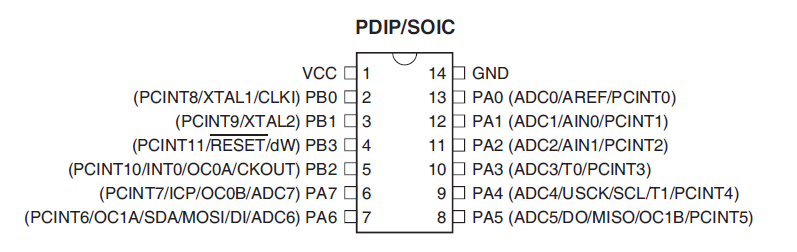 PDIP/SOIC
VCC 1 14 GND
(PCINT8/XTAL1/CLKI) PB0 2 13 PA0 (ADC0/AREF/PCINT0)
(PCINT9/XTAL2) PB1 3 12 PA1 (ADC1/AIN0/PCINT1)
(PCINT11/RESET/dW) PB3 4 11 PA2 (ADC2/AIN1/PCINT2)
(PCINT10/INT0/OC0A/CKOUT) PB2 5 10 PA3 (ADC3/T0/PCINT3)
(PCINT7/ICP/OC0B/ADC7) PA7 6 9 PA4 (ADC4/USCK/SCL/T1/PCINT4)
(PCINT6/OC1A/SDA/MOSI/DI/ADC6) PA6 7 8 PA5 (ADC5/DO/MISO/OC1B/PCINT5)